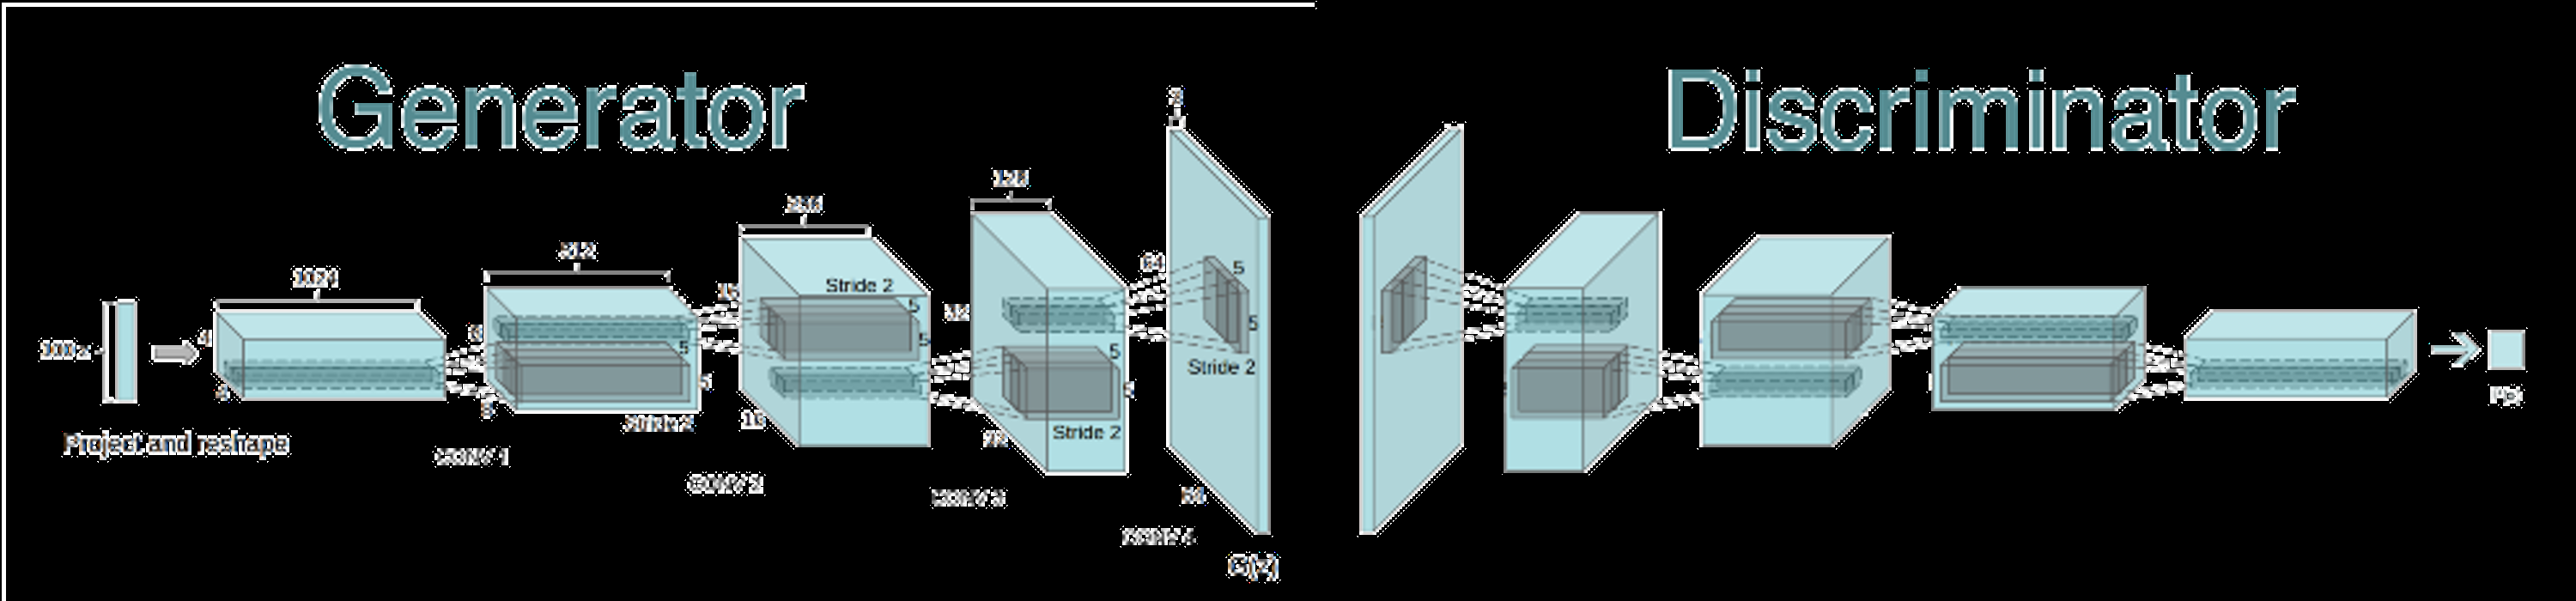 Generator
Discriminator
3
128
256
512
1024
64
5
5
Stride 2
16
5
5
32
8
4
100 z
5
5
5
5
Stride 2
4
8
Stride 2
16
Stride 2
32
64
Project and reshape
CONV 1
CONV 2
CONV 3
CONV 4
G(z)